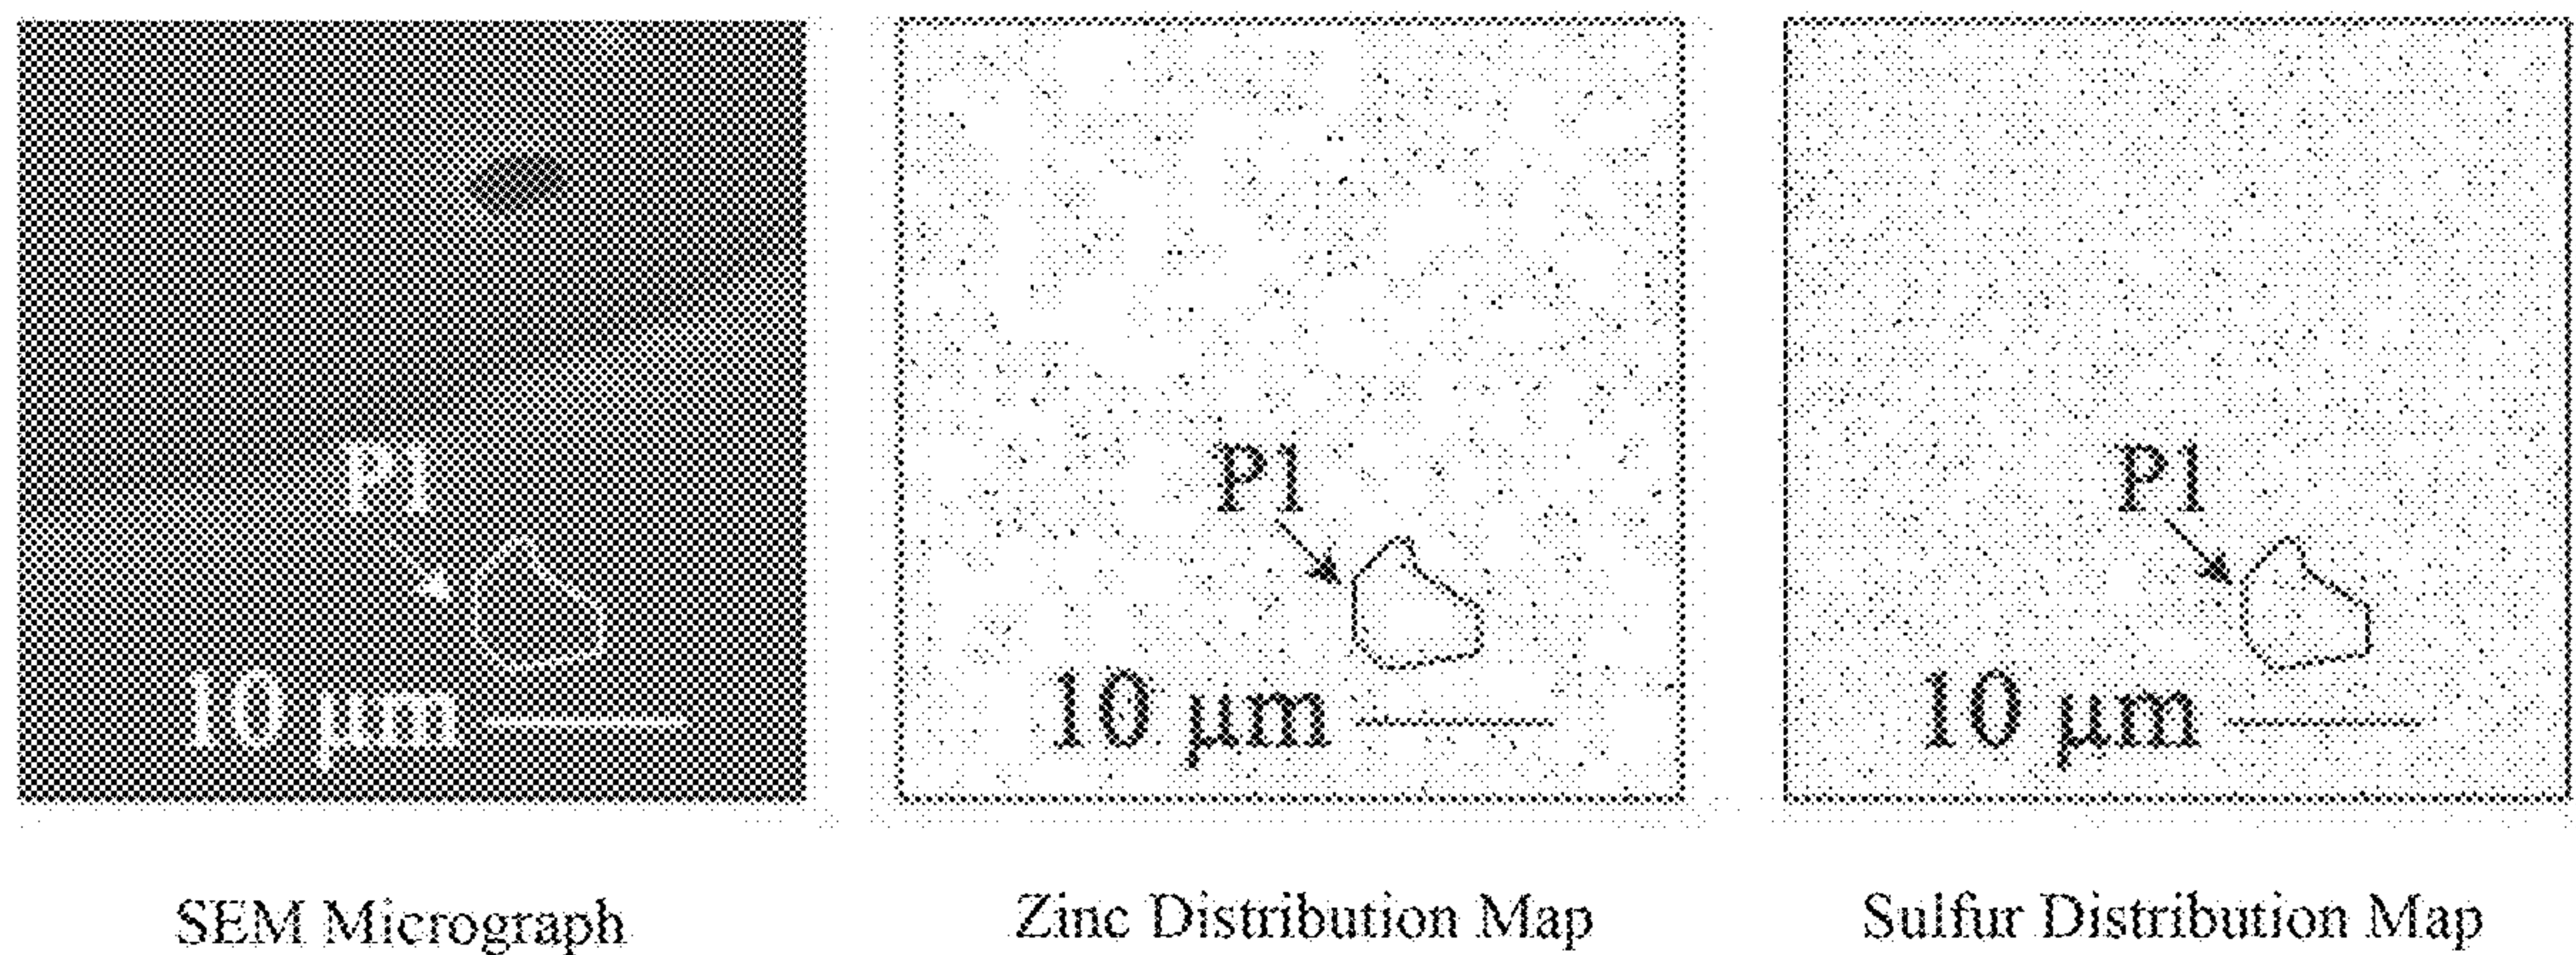 P1
10 μm
SEM Micrograph
P1
10 μm
Zinc Distribution Map
P1
10 μm
Sulfur Distribution Map